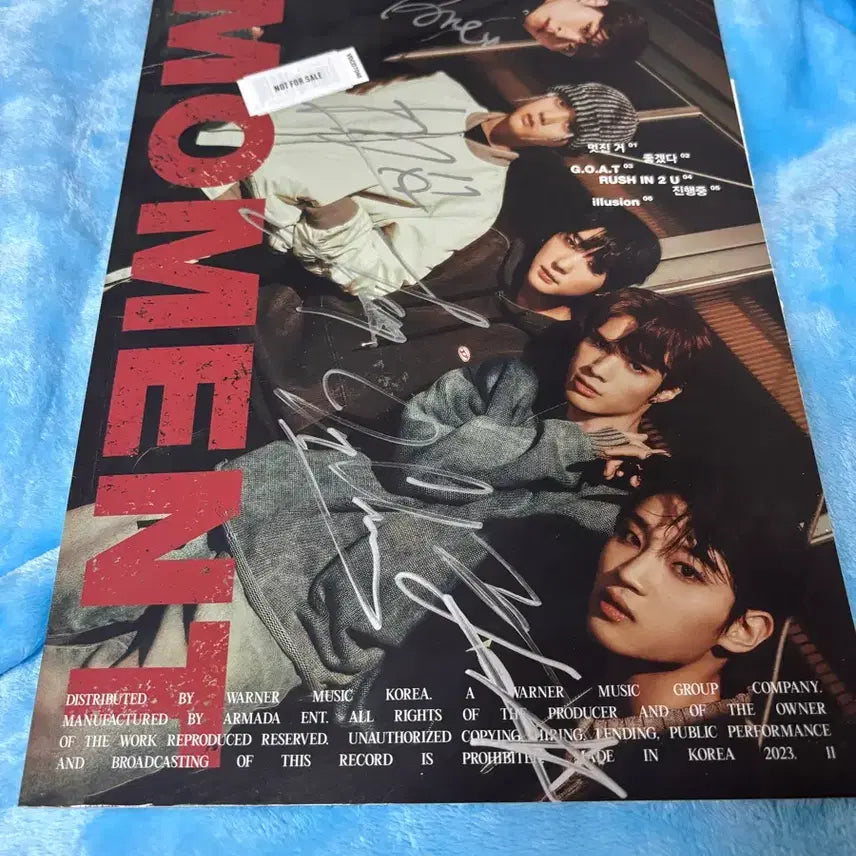 MOMENT
NOT FOR SALE
멋진 거 01
좋겠다 02
G.O.A.T 03
RUSH IN 2 U 04
진행중 05
illusion 06
DISTRIBUTED BY WARNER MUSIC KOREA. A WARNER MUSIC GROUP COMPANY.
MANUFACTURED BY ARMADA ENT. ALL RIGHTS OF THE PRODUCER AND OF THE OWNER
OF THE WORK REPRODUCED RESERVED. UNAUTHORIZED COPYING, HIRING, LENDING, PUBLIC PERFORMANCE
AND BROADCASTING OF THIS RECORD IS PROHIBITED. MADE IN KOREA 2023. 11